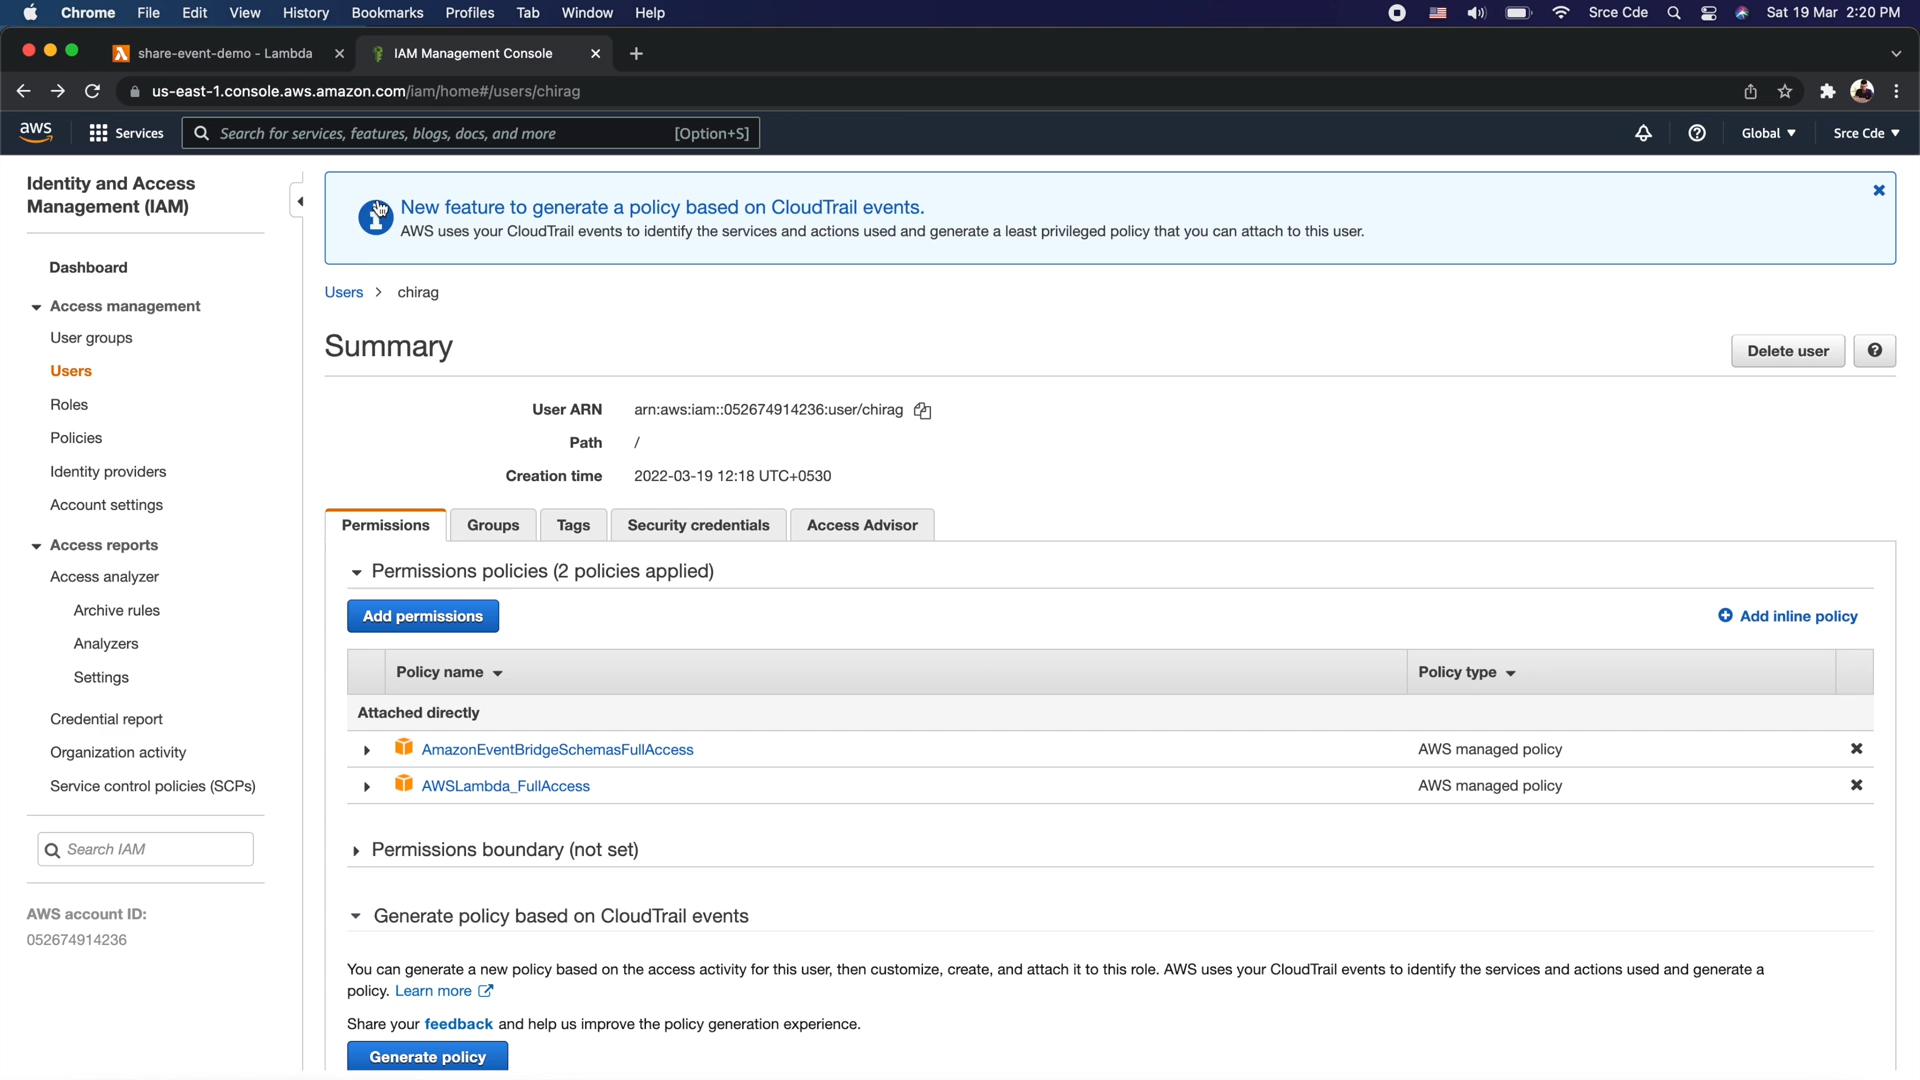 Chrome File Edit View History Bookmarks Profiles Tab Window Help Srce Cde Sat 19 Mar 2:20 PM
share-event-demo - Lambda IAM Management Console
us-east-1.console.aws.amazon.com/iam/home#/users/chirag
aws Services Search for services, features, blogs, docs, and more [Option+S] Global Srce Cde
Identity and Access
Management (IAM)
Dashboard
Access management
User groups
Users
Roles
Policies
Identity providers
Account settings
Access reports
Access analyzer
Archive rules
Analyzers
Settings
Credential report
Organization activity
Service control policies (SCPs)
Search IAM
AWS account ID:
052674914236
New feature to generate a policy based on CloudTrail events.
AWS uses your CloudTrail events to identify the services and actions used and generate a least privileged policy that you can attach to this user.
Users > chirag
Summary
Delete user
User ARN arn:aws:iam::052674914236:user/chirag
Path /
Creation time 2022-03-19 12:18 UTC+0530
Permissions Groups Tags Security credentials Access Advisor
Permissions policies (2 policies applied)
Add permissions Add inline policy
Policy name Policy type
Attached directly
AmazonEventBridgeSchemasFullAccess AWS managed policy
AWSLambda_FullAccess AWS managed policy
Permissions boundary (not set)
Generate policy based on CloudTrail events
You can generate a new policy based on the access activity for this user, then customize, create, and attach it to this role. AWS uses your CloudTrail events to identify the services and actions used and generate a
policy. Learn more
Share your feedback and help us improve the policy generation experience.
Generate policy